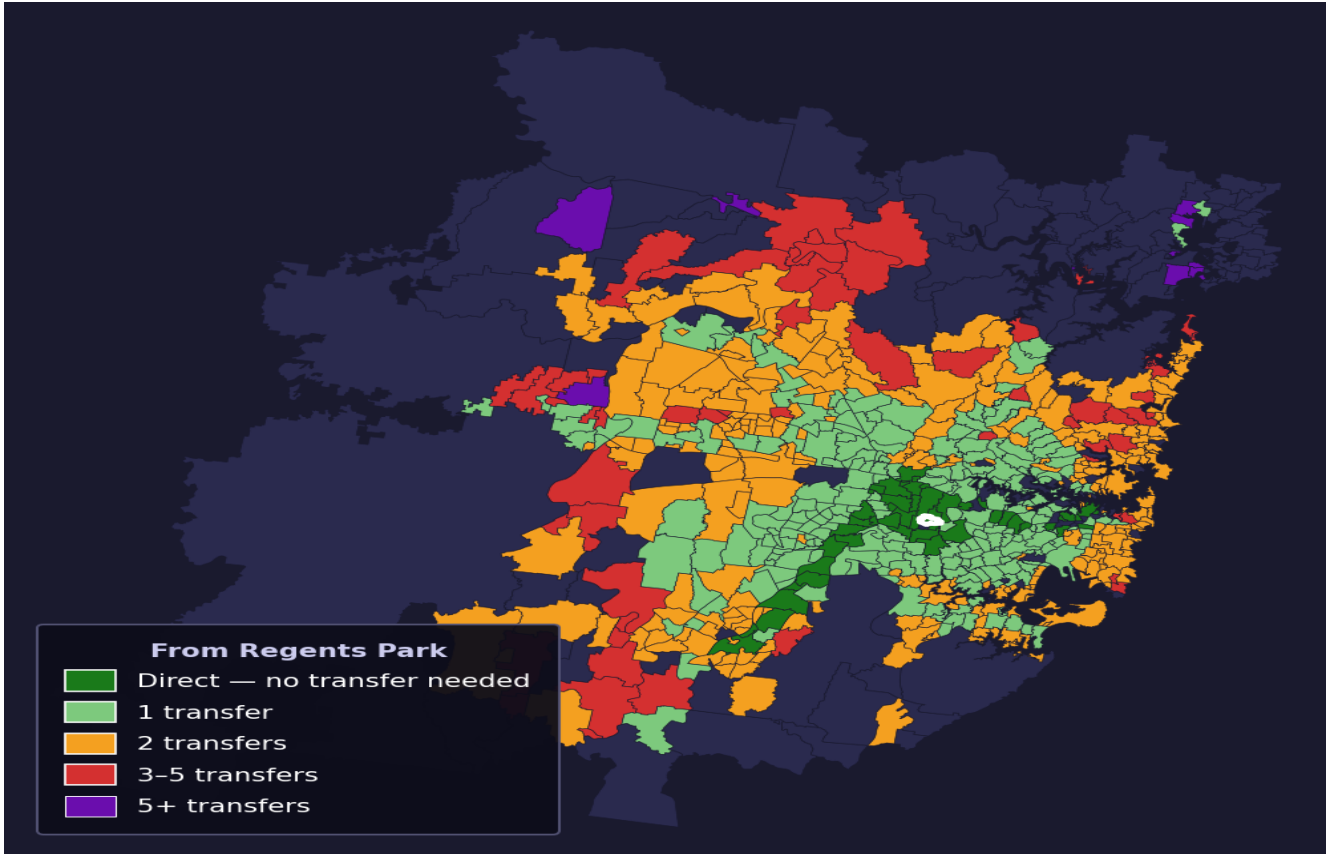 From Regents Park
Direct — no transfer needed
1 transfer
2 transfers
3–5 transfers
5+ transfers